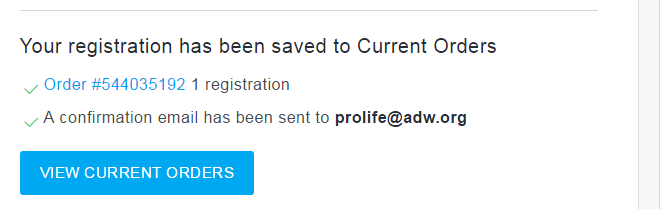 Your registration has been saved to Current Orders
Order #544035192 1 registration
A confirmation email has been sent to prolife@adw.org
VIEW CURRENT ORDERS